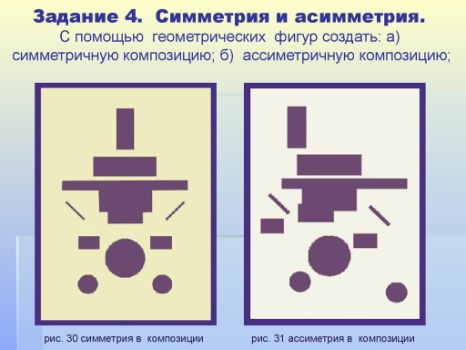 Задание 4. Симметрия и асимметрия.
С помощью геометрических фигур создать: а)
симметричную композицию; б) ассиметричную композицию;
рис. 30 симметрия в композиции
рис. 31 ассиметрия в композиции